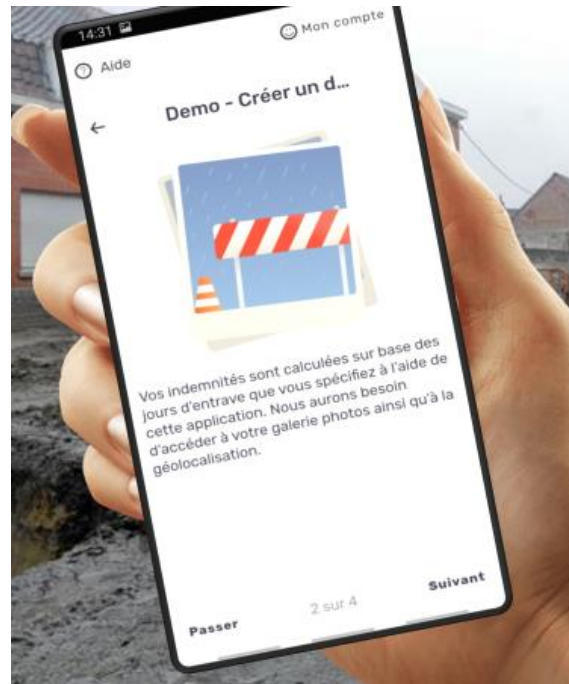 14:31
Aide
Mon compte
Demo - Créer un d...
Vos indemnités sont calculées sur base des
jours d'entrave que vous spécifiez à l'aide de
cette application. Nous aurons besoin
d'accéder à votre galerie photos ainsi qu'à la
géolocalisation.
Passer
2 sur 4
Suivant